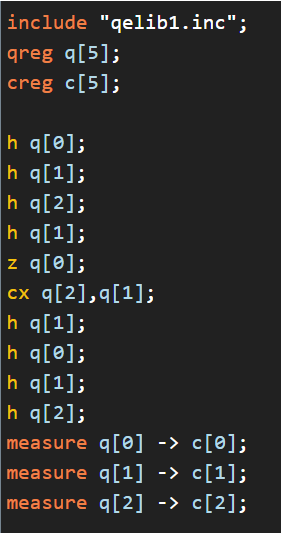 include "qelib1.inc";
qreg q[5];
creg c[5];
h q[0];
h q[1];
h q[2];
h q[1];
z q[0];
cx q[2],q[1];
h q[1];
h q[0];
h q[1];
h q[2];
measure q[0] -> c[0];
measure q[1] -> c[1];
measure q[2] -> c[2];